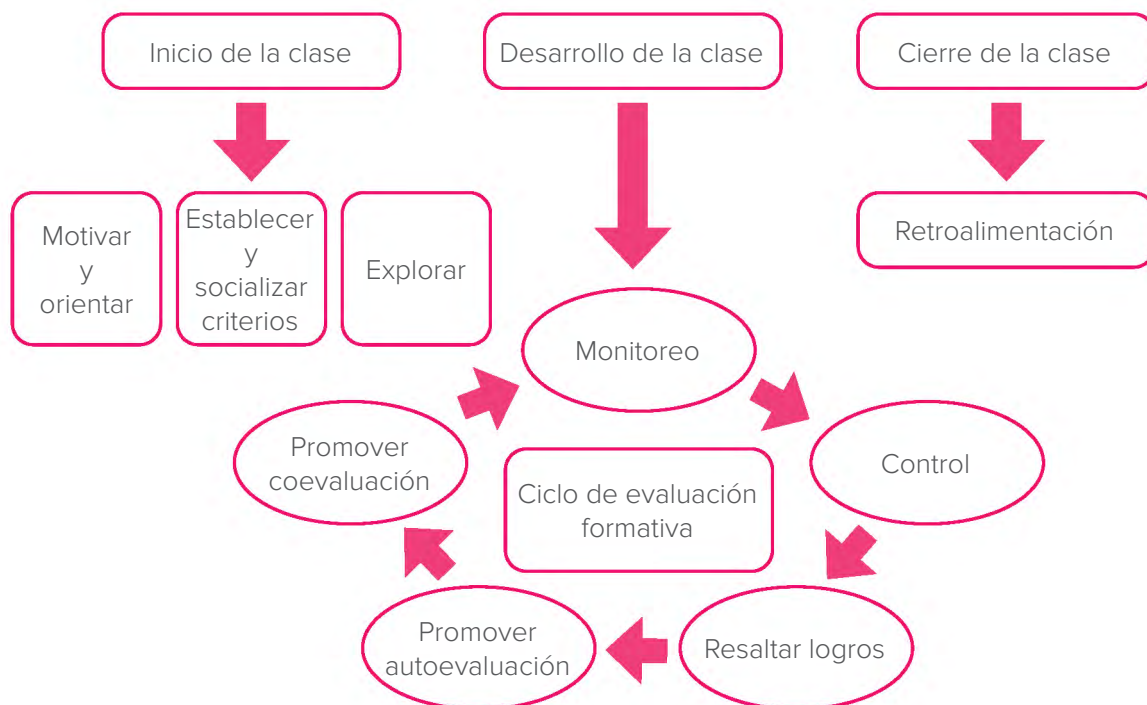 Inicio de la clase
Desarrollo de la clase
Cierre de la clase
Motivar
y
orientar
Establecer
y
socializar
criterios
Explorar
Retroalimentación
Monitoreo
Promover
coevaluación
Ciclo de evaluación
formativa
Control
Promover
autoevaluación
Resaltar logros